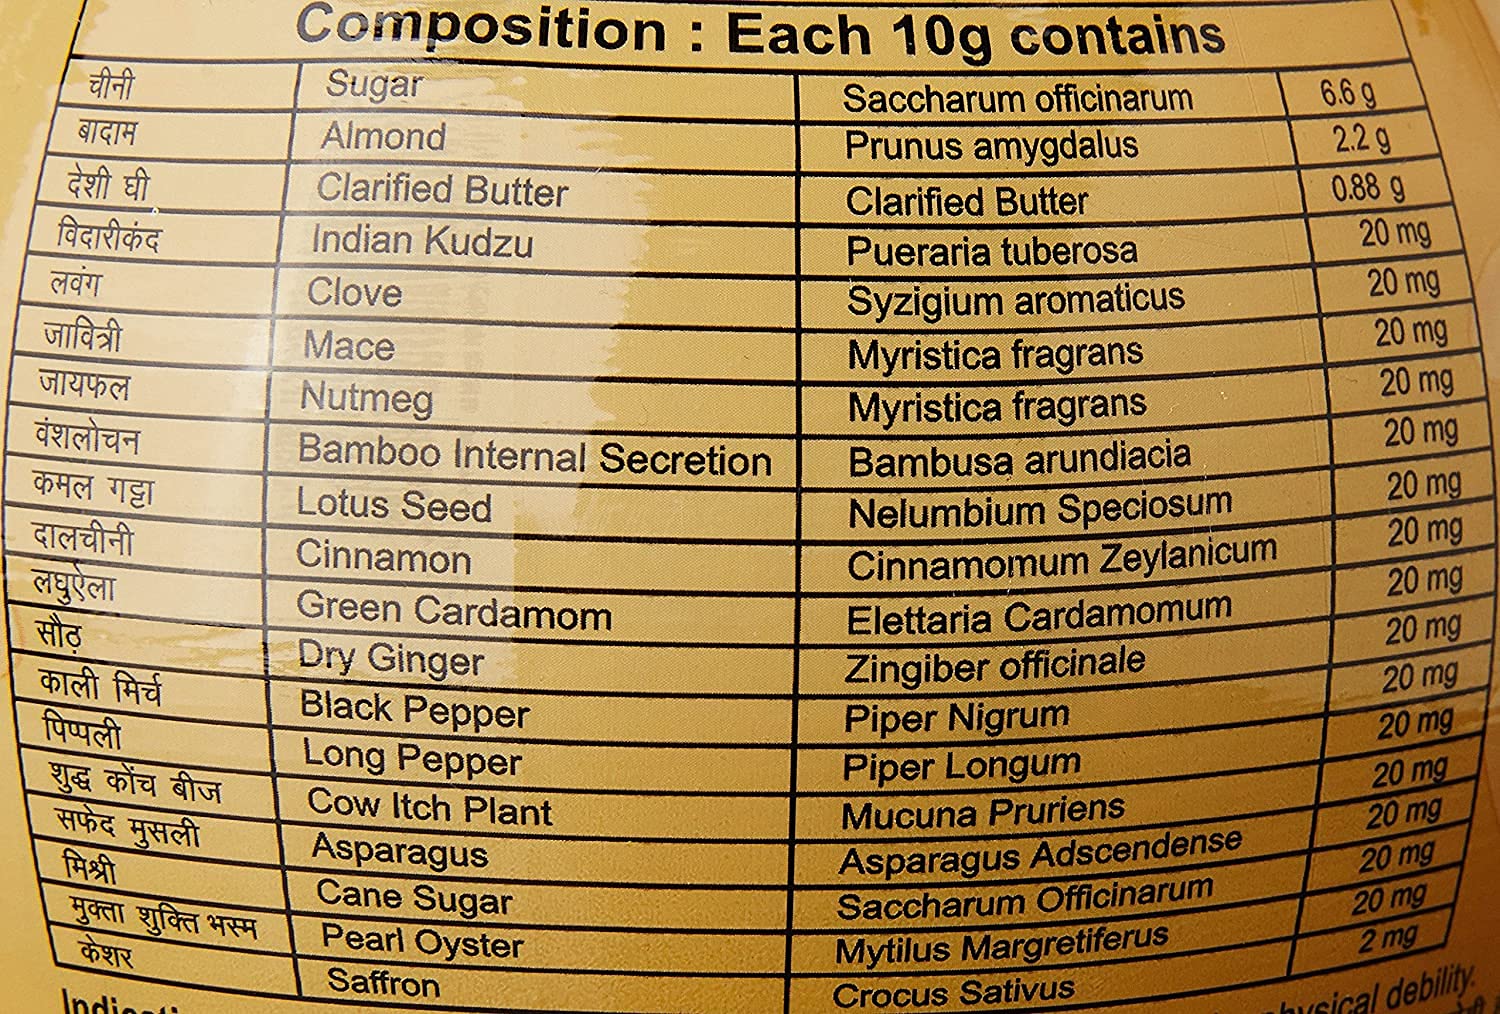 Composition : Each 10g contains
चीनी Sugar Saccharum officinarum 6.6 g
बादाम Almond Prunus amygdalus 2.2 g
देशी घी Clarified Butter Clarified Butter 0.88 g
विदारीकंद Indian Kudzu Pueraria tuberosa 20 mg
लवंग Clove Syzigium aromaticus 20 mg
जावित्री Mace Myristica fragrans 20 mg
जायफल Nutmeg Myristica fragrans 20 mg
वंशलोचन Bamboo Internal Secretion Bambusa arundiacia 20 mg
कमल गट्टा Lotus Seed Nelumbium Speciosum 20 mg
दालचीनी Cinnamon Cinnamomum Zeylanicum 20 mg
लघुऐला Green Cardamom Elettaria Cardamomum 20 mg
सौठ Dry Ginger Zingiber officinale 20 mg
काली मिर्च Black Pepper Piper Nigrum 20 mg
पिप्पली Long Pepper Piper Longum 20 mg
शुद्ध कोंच बीज Cow Itch Plant Mucuna Pruriens 20 mg
सफेद मुसली Asparagus Asparagus Adscendense 20 mg
मिश्री Cane Sugar Saccharum Officinarum 20 mg
मुक्ता शुक्ति भस्म Pearl Oyster Mytilus Margretiferus 20 mg
केशर Saffron Crocus Sativus 2 mg
debility.